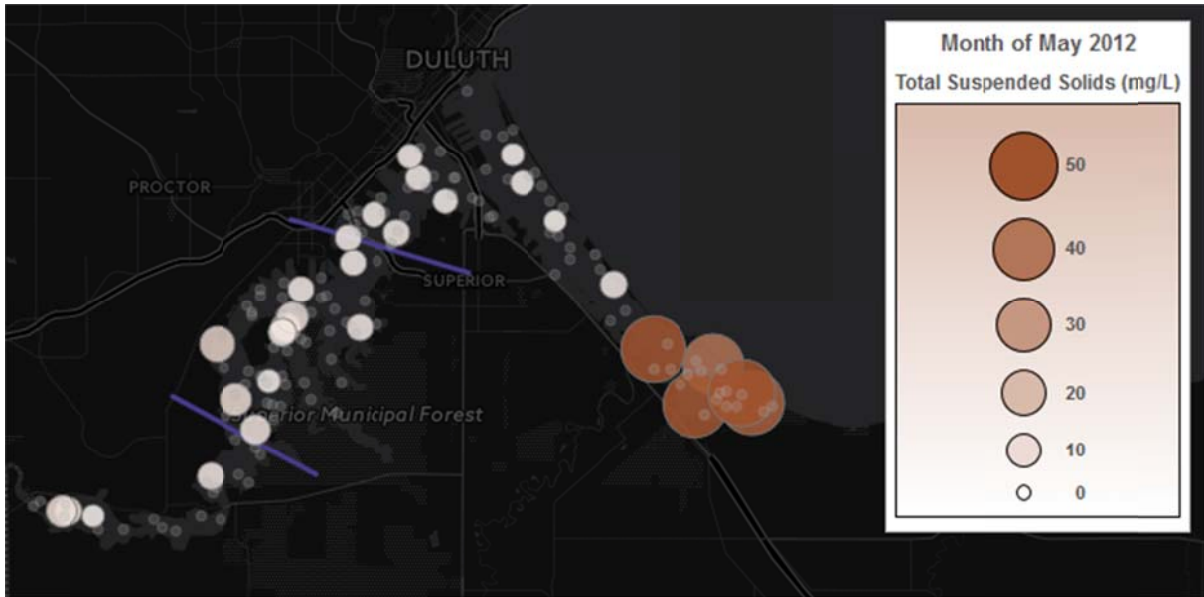 DULUTH
PROCTOR
SUPERIOR
Superior Municipal Forest
Month of May 2012
Total Suspended Solids (mg/L)
50
40
30
20
10
0